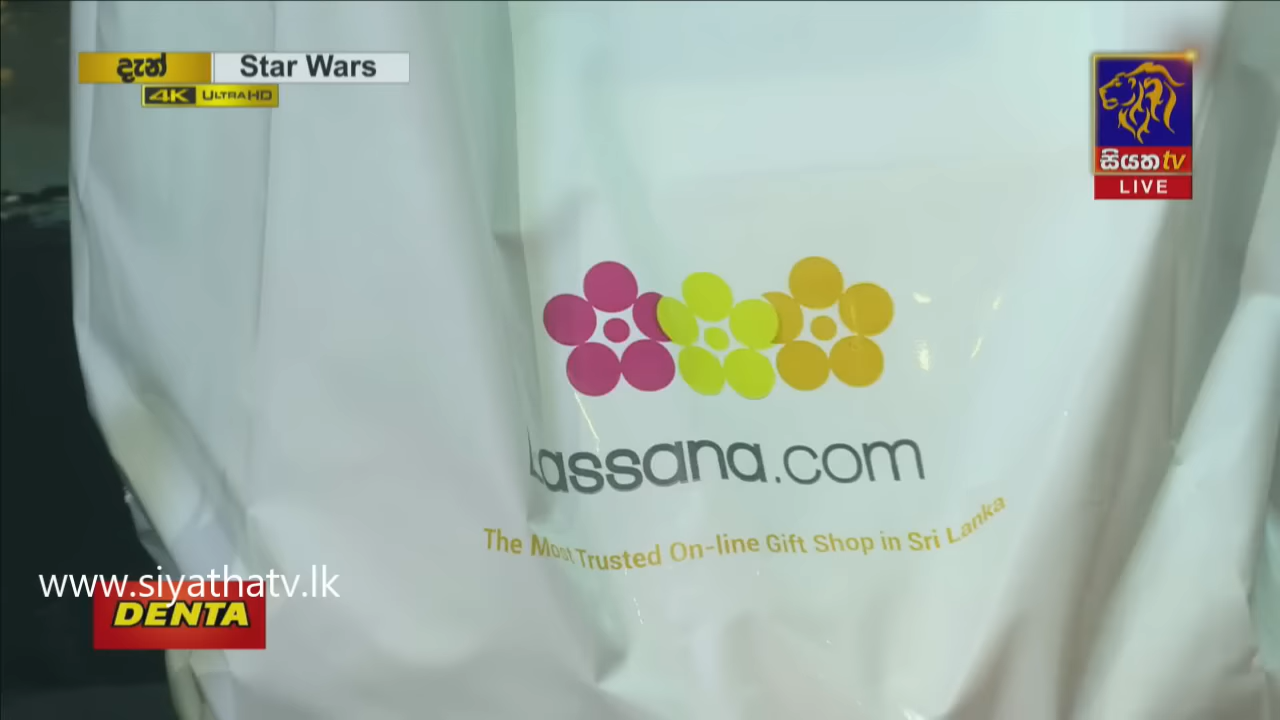 දැන් Star Wars
4K ULTRA HD
සියත tv
LIVE
Lassana.com
The Most Trusted On-line Gift Shop in Sri Lanka
www.siyathatv.lk
DENTA